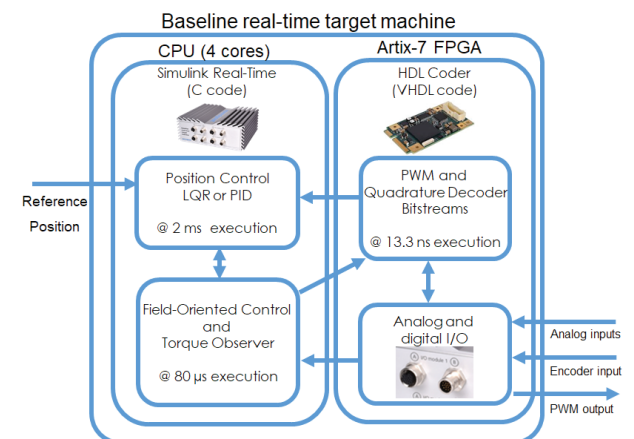 Baseline real-time target machine
CPU (4 cores)
Artix-7 FPGA
Simulink Real-Time
(C code)
HDL Coder
(VHDL code)
Reference
Position
Position Control
LQR or PID
@ 2 ms execution
PWM and
Quadrature Decoder
Bitstreams
@ 13.3 ns execution
Field-Oriented Control
and
Torque Observer
@ 80 µs execution
Analog and
digital I/O
I/O module 1
Analog inputs
Encoder input
PWM output